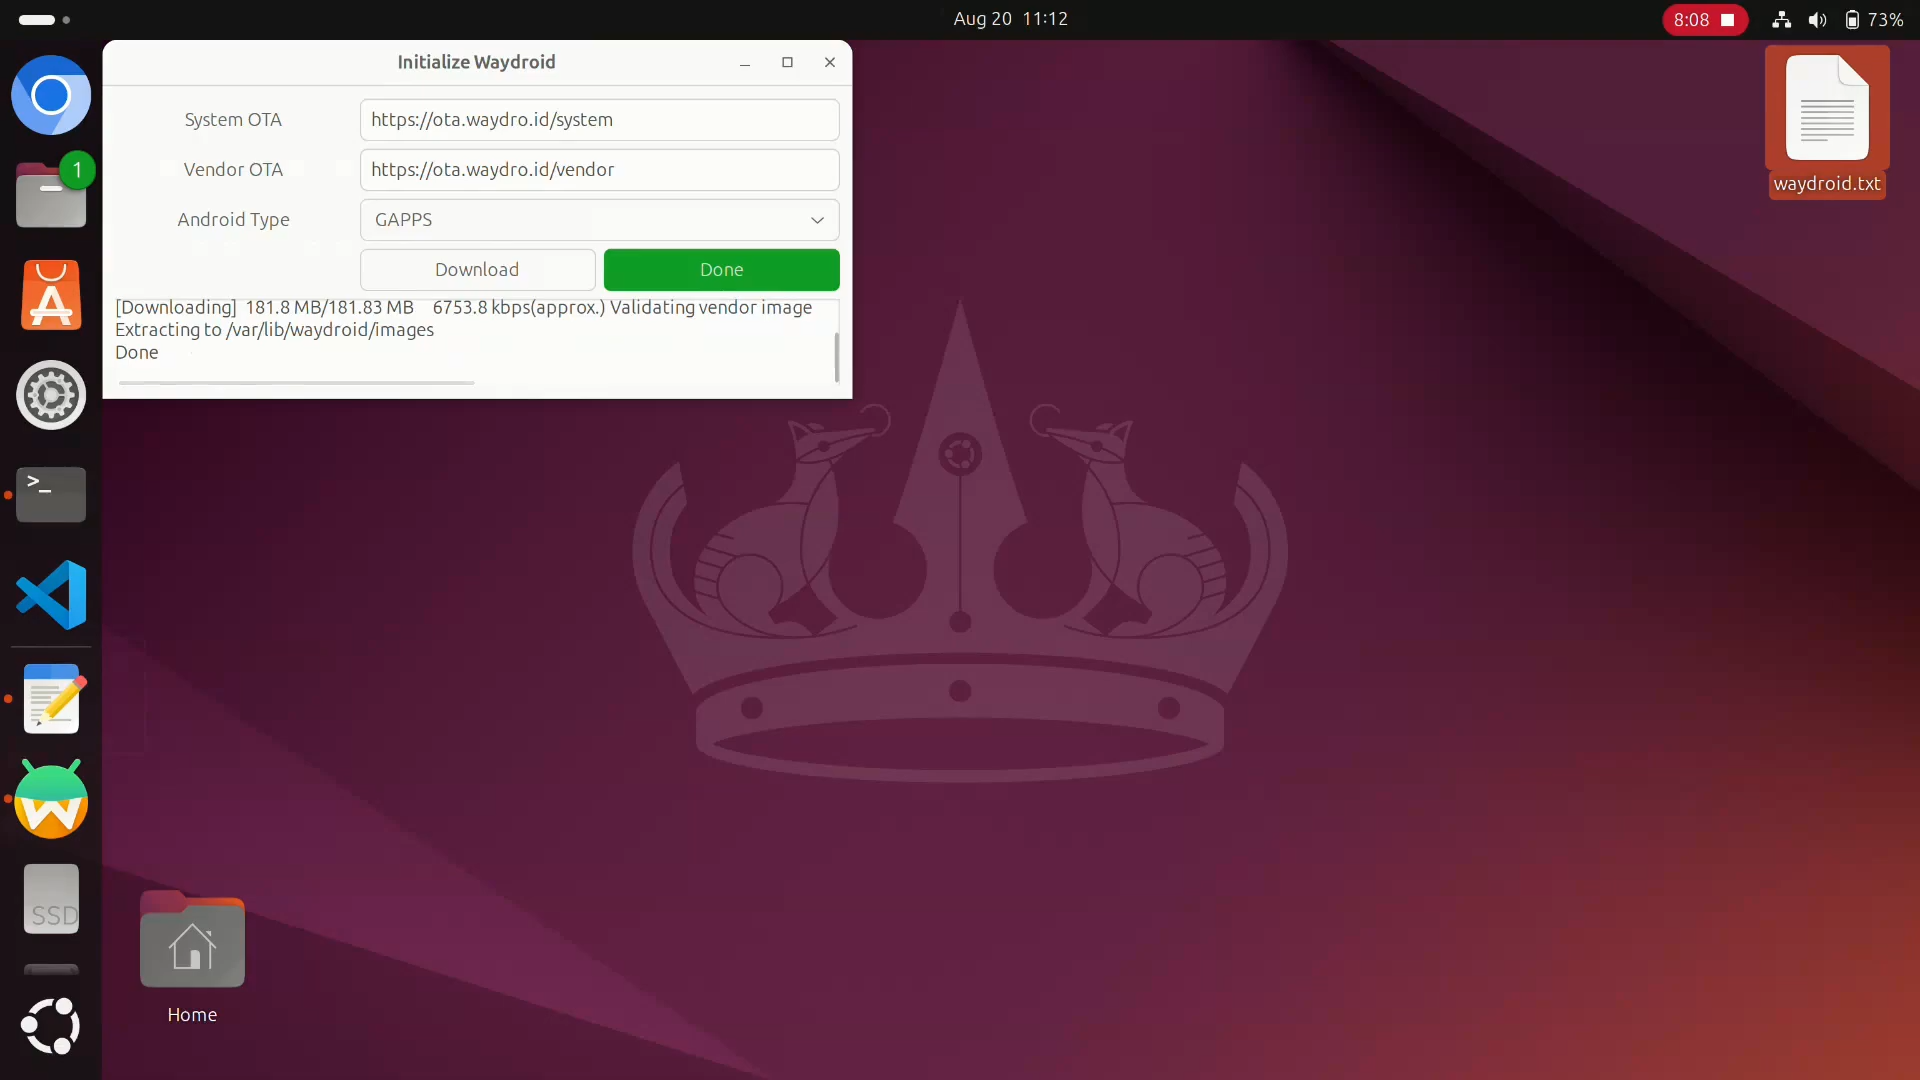 Aug 20 11:12
8:08
73%
Initialize Waydroid
System OTA
https://ota.waydro.id/system
Vendor OTA
https://ota.waydro.id/vendor
Android Type
GAPPS
Download
Done
[Downloading] 181.8 MB/181.83 MB 6753.8 kbps(approx.) Validating vendor image
Extracting to /var/lib/waydroid/images
Done
waydroid.txt
1
>_
SSD
Home